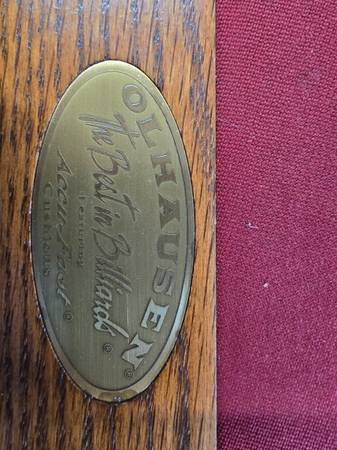 OLHAUSEN®
The Best in Billiards®
Featuring
Accu-Fast®
Cushions